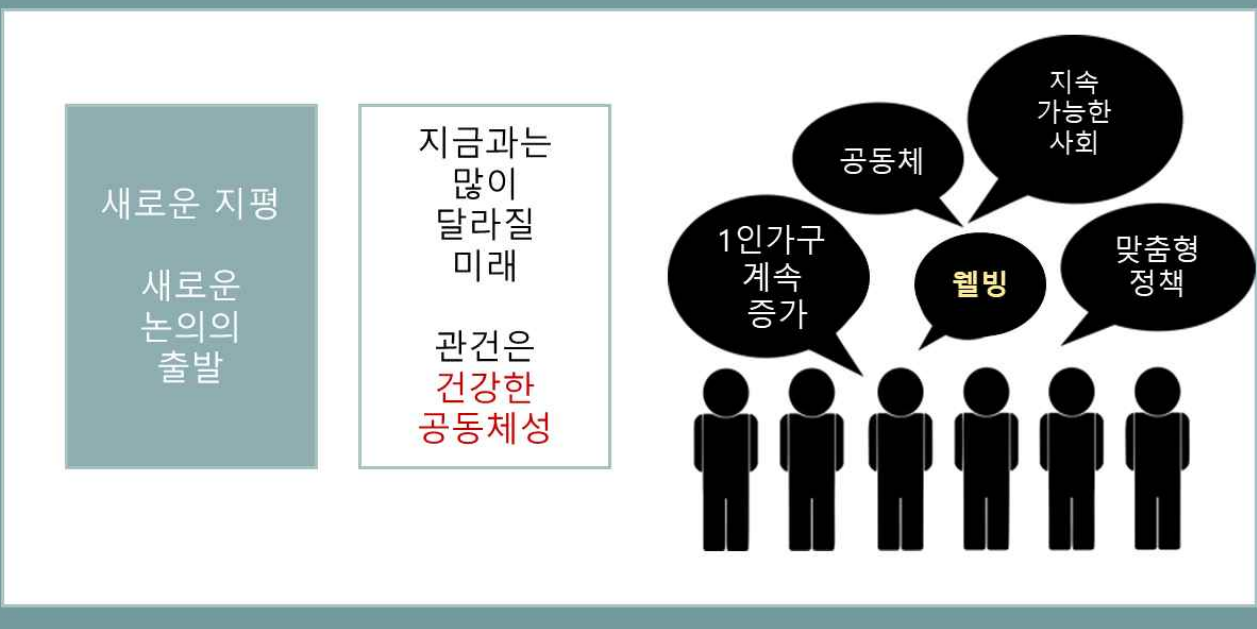 새로운 지평
새로운
논의의
출발
지금과는
많이
달라질
미래
관건은
건강한
공동체성
1인가구
계속
증가
공동체
지속
가능한
사회
웰빙
맞춤형
정책